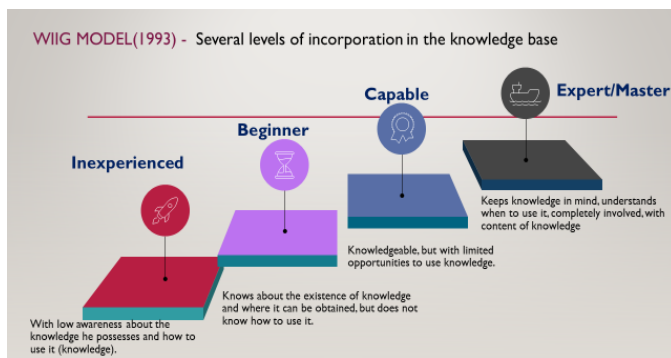 WIIG MODEL(1993) - Several levels of incorporation in the knowledge base
Expert/Master
Capable
Beginner
Inexperienced
Keeps knowledge in mind, understands
when to use it, completely involved, with
content of knowledge
Knowledgeable, but with limited
opportunities to use knowledge.
Knows about the existence of knowledge
and where it can be obtained, but does
not know how to use it.
With low awareness about the
knowledge he possesses and how to
use it (knowledge).